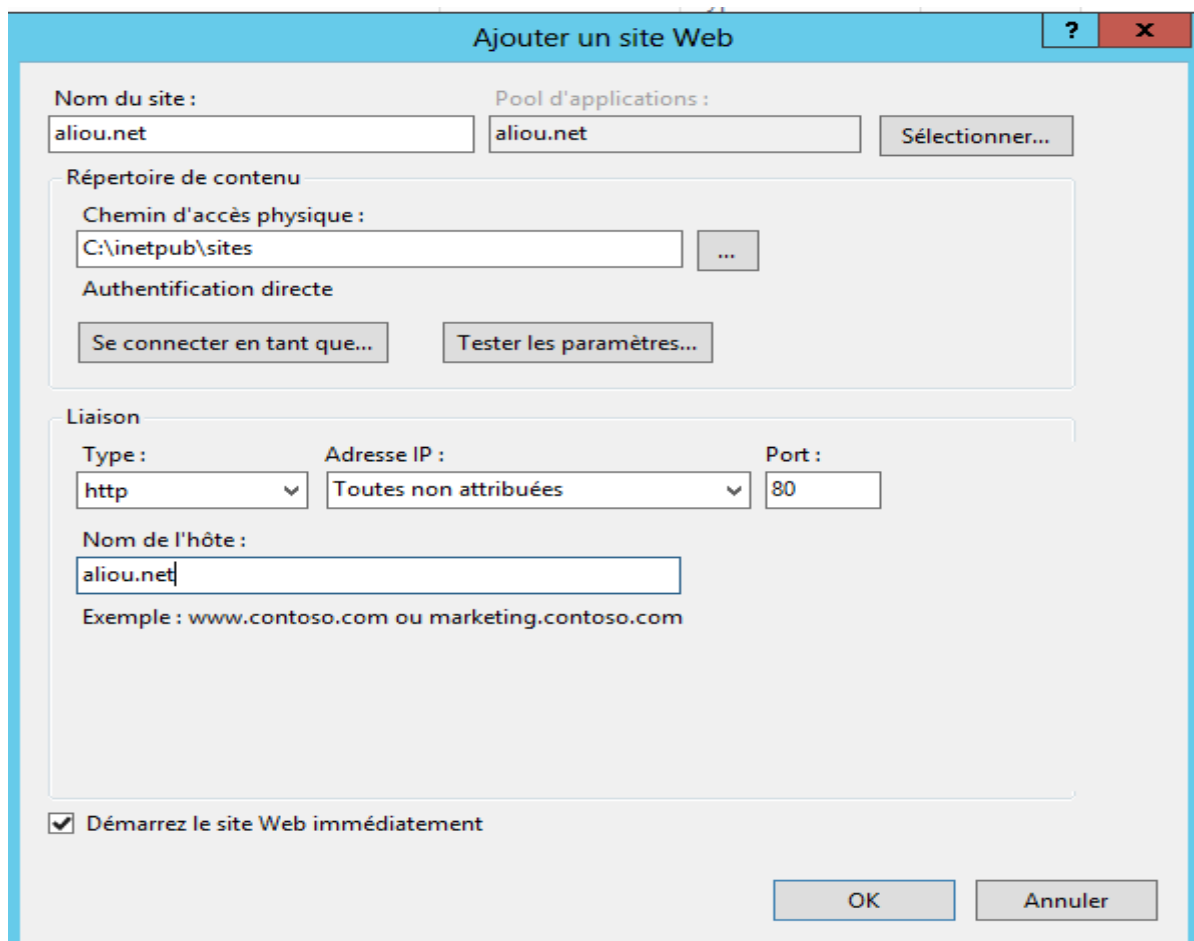 Ajouter un site Web
?
x
Nom du site :
Pool d'applications :
aliou.net
aliou.net
Sélectionner...
Répertoire de contenu
Chemin d'accès physique :
C:\inetpub\sites
...
Authentification directe
Se connecter en tant que...
Tester les paramètres...
Liaison
Type :
Adresse IP :
Port :
http
Toutes non attribuées
80
Nom de l'hôte :
aliou.net
Exemple : www.contoso.com ou marketing.contoso.com
Démarrez le site Web immédiatement
OK
Annuler